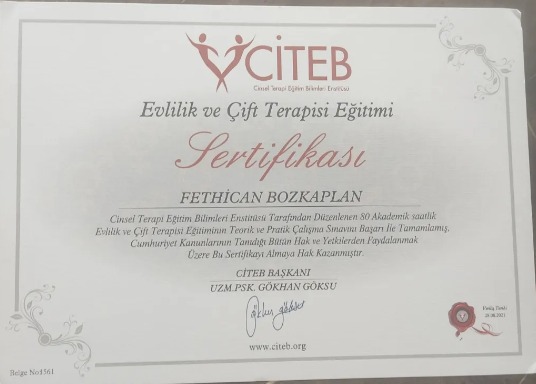 CİTEB
Cinsel Terapi Eğitim Bilimleri Enstitüsü
Evlilik ve Çift Terapisi Eğitimi
Sertifikası
FETHİCAN BOZKAPLAN
Cinsel Terapi Eğitim Bilimleri Enstitüsü Tarafından Düzenlenen 80 Akademik saatlik
Evlilik ve Çift Terapisi Eğitiminin Teorik ve Pratik Çalışma Sınavını Başarı İle Tamamlamış,
Cumhuriyet Kanunlarının Tanıdığı Bütün Hak ve Yetkilerden Faydalanmak
Üzere Bu Sertifikayı Almaya Hak Kazanmıştır.
CİTEB BAŞKANI
UZM.PSK. GÖKHAN GÖKSU
www.citeb.org
Belge No:1561